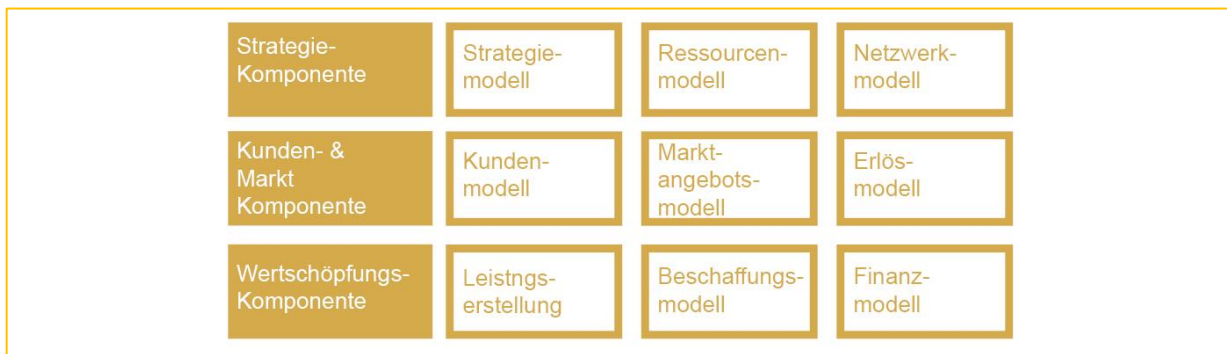 Strategie-
Komponente
Strategie-
modell
Ressourcen-
modell
Netzwerk-
modell
Kunden- &
Markt
Komponente
Kunden-
modell
Markt-
angebots-
modell
Erlös-
modell
Wertschöpfungs-
Komponente
Leistngs-
erstellung
Beschaffungs-
modell
Finanz-
modell